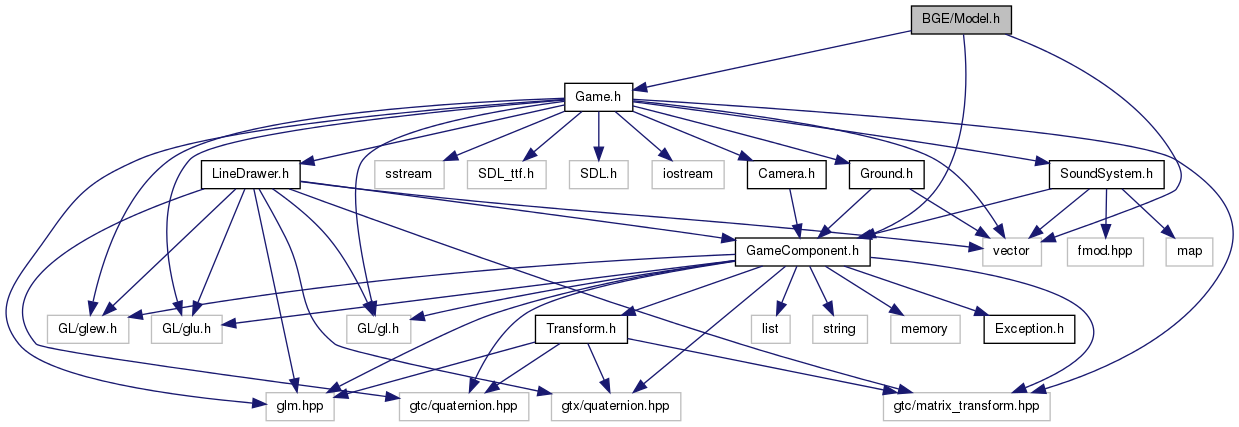 BGE/Model.h
Game.h
LineDrawer.h
sstream
SDL_ttf.h
SDL.h
iostream
Camera.h
Ground.h
SoundSystem.h
GameComponent.h
vector
fmod.hpp
map
GL/glew.h
GL/glu.h
GL/gl.h
Transform.h
list
string
memory
Exception.h
glm.hpp
gtc/quaternion.hpp
gtx/quaternion.hpp
gtc/matrix_transform.hpp